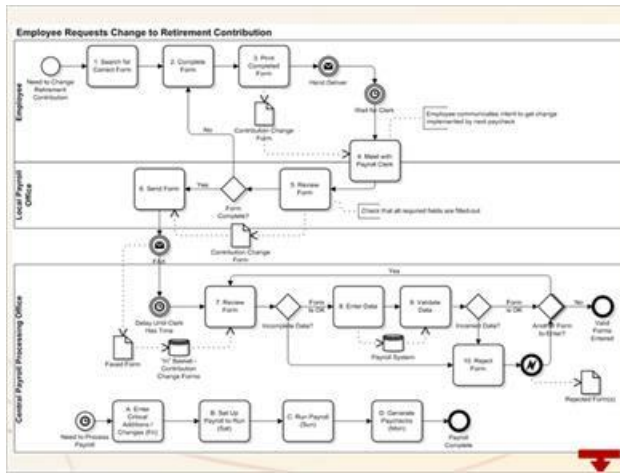 Employee Requests Change to Retirement Contribution
Employee
Need to Change
Retirement
Contribution
1. Search for
Correct Form
2. Complete
Form
3. Print
Completed
Form
Hand Deliver
Wait for Clerk
Contribution Change
Form
Employee communicates intent to get change
implemented by next paycheck
4. Meet with
Payroll Clerk
No
Local Payroll
Office
6. Send Form
Yes
Form
Complete?
5. Review
Form
Check that all required fields are filled-out
Contribution Change
Form
FAX
Central Payroll Processing Office
Yes
Delay Until Clerk
Has Time
7. Review
Form
Incomplete Data?
Form
is OK
8. Enter Data
9. Validate
Data
Incorrect Data?
Form
is OK
Another Form
to Enter?
No
Valid
Forms
Entered
Faxed Form
"In" Basket -
Contribution
Change Forms
Payroll System
10. Reject
Form
Rejected Form(s)
Need to Process
Payroll
A. Enter
Critical
Additions /
Changes (Fri)
B. Set Up
Payroll to Run
(Sat)
C. Run Payroll
(Sun)
D. Generate
Paychecks
(Mon)
Payroll
Complete